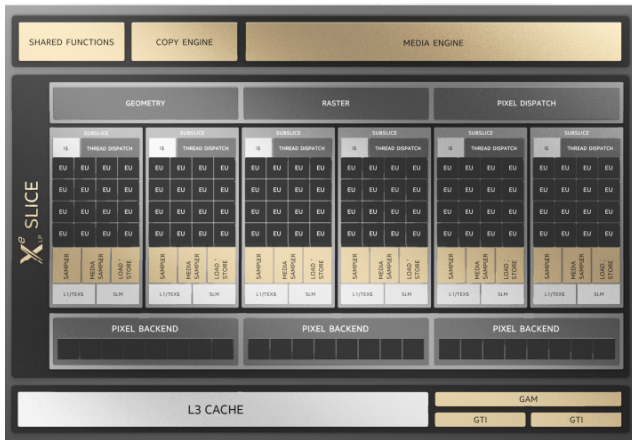 SHARED FUNCTIONS COPY ENGINE MEDIA ENGINE
GEOMETRY RASTER PIXEL DISPATCH
SUBSLICE SUBSLICE SUBSLICE SUBSLICE SUBSLICE SUBSLICE
I$ THREAD DISPATCH I$ THREAD DISPATCH I$ THREAD DISPATCH I$ THREAD DISPATCH I$ THREAD DISPATCH I$ THREAD DISPATCH
EU EU EU EU EU EU EU EU EU EU EU EU EU EU EU EU EU EU EU EU EU EU EU EU
EU EU EU EU EU EU EU EU EU EU EU EU EU EU EU EU EU EU EU EU EU EU EU EU
EU EU EU EU EU EU EU EU EU EU EU EU EU EU EU EU EU EU EU EU EU EU EU EU
EU EU EU EU EU EU EU EU EU EU EU EU EU EU EU EU EU EU EU EU EU EU EU EU
Xe LP SLICE
SAMPLER MEDIA SAMPLER LOAD / STORE SAMPLER MEDIA SAMPLER LOAD / STORE SAMPLER MEDIA SAMPLER LOAD / STORE SAMPLER MEDIA SAMPLER LOAD / STORE SAMPLER MEDIA SAMPLER LOAD / STORE SAMPLER MEDIA SAMPLER LOAD / STORE
L1/TEX$ SLM L1/TEX$ SLM L1/TEX$ SLM L1/TEX$ SLM L1/TEX$ SLM L1/TEX$ SLM
PIXEL BACKEND PIXEL BACKEND PIXEL BACKEND
L3 CACHE
GAM
GTI GTI